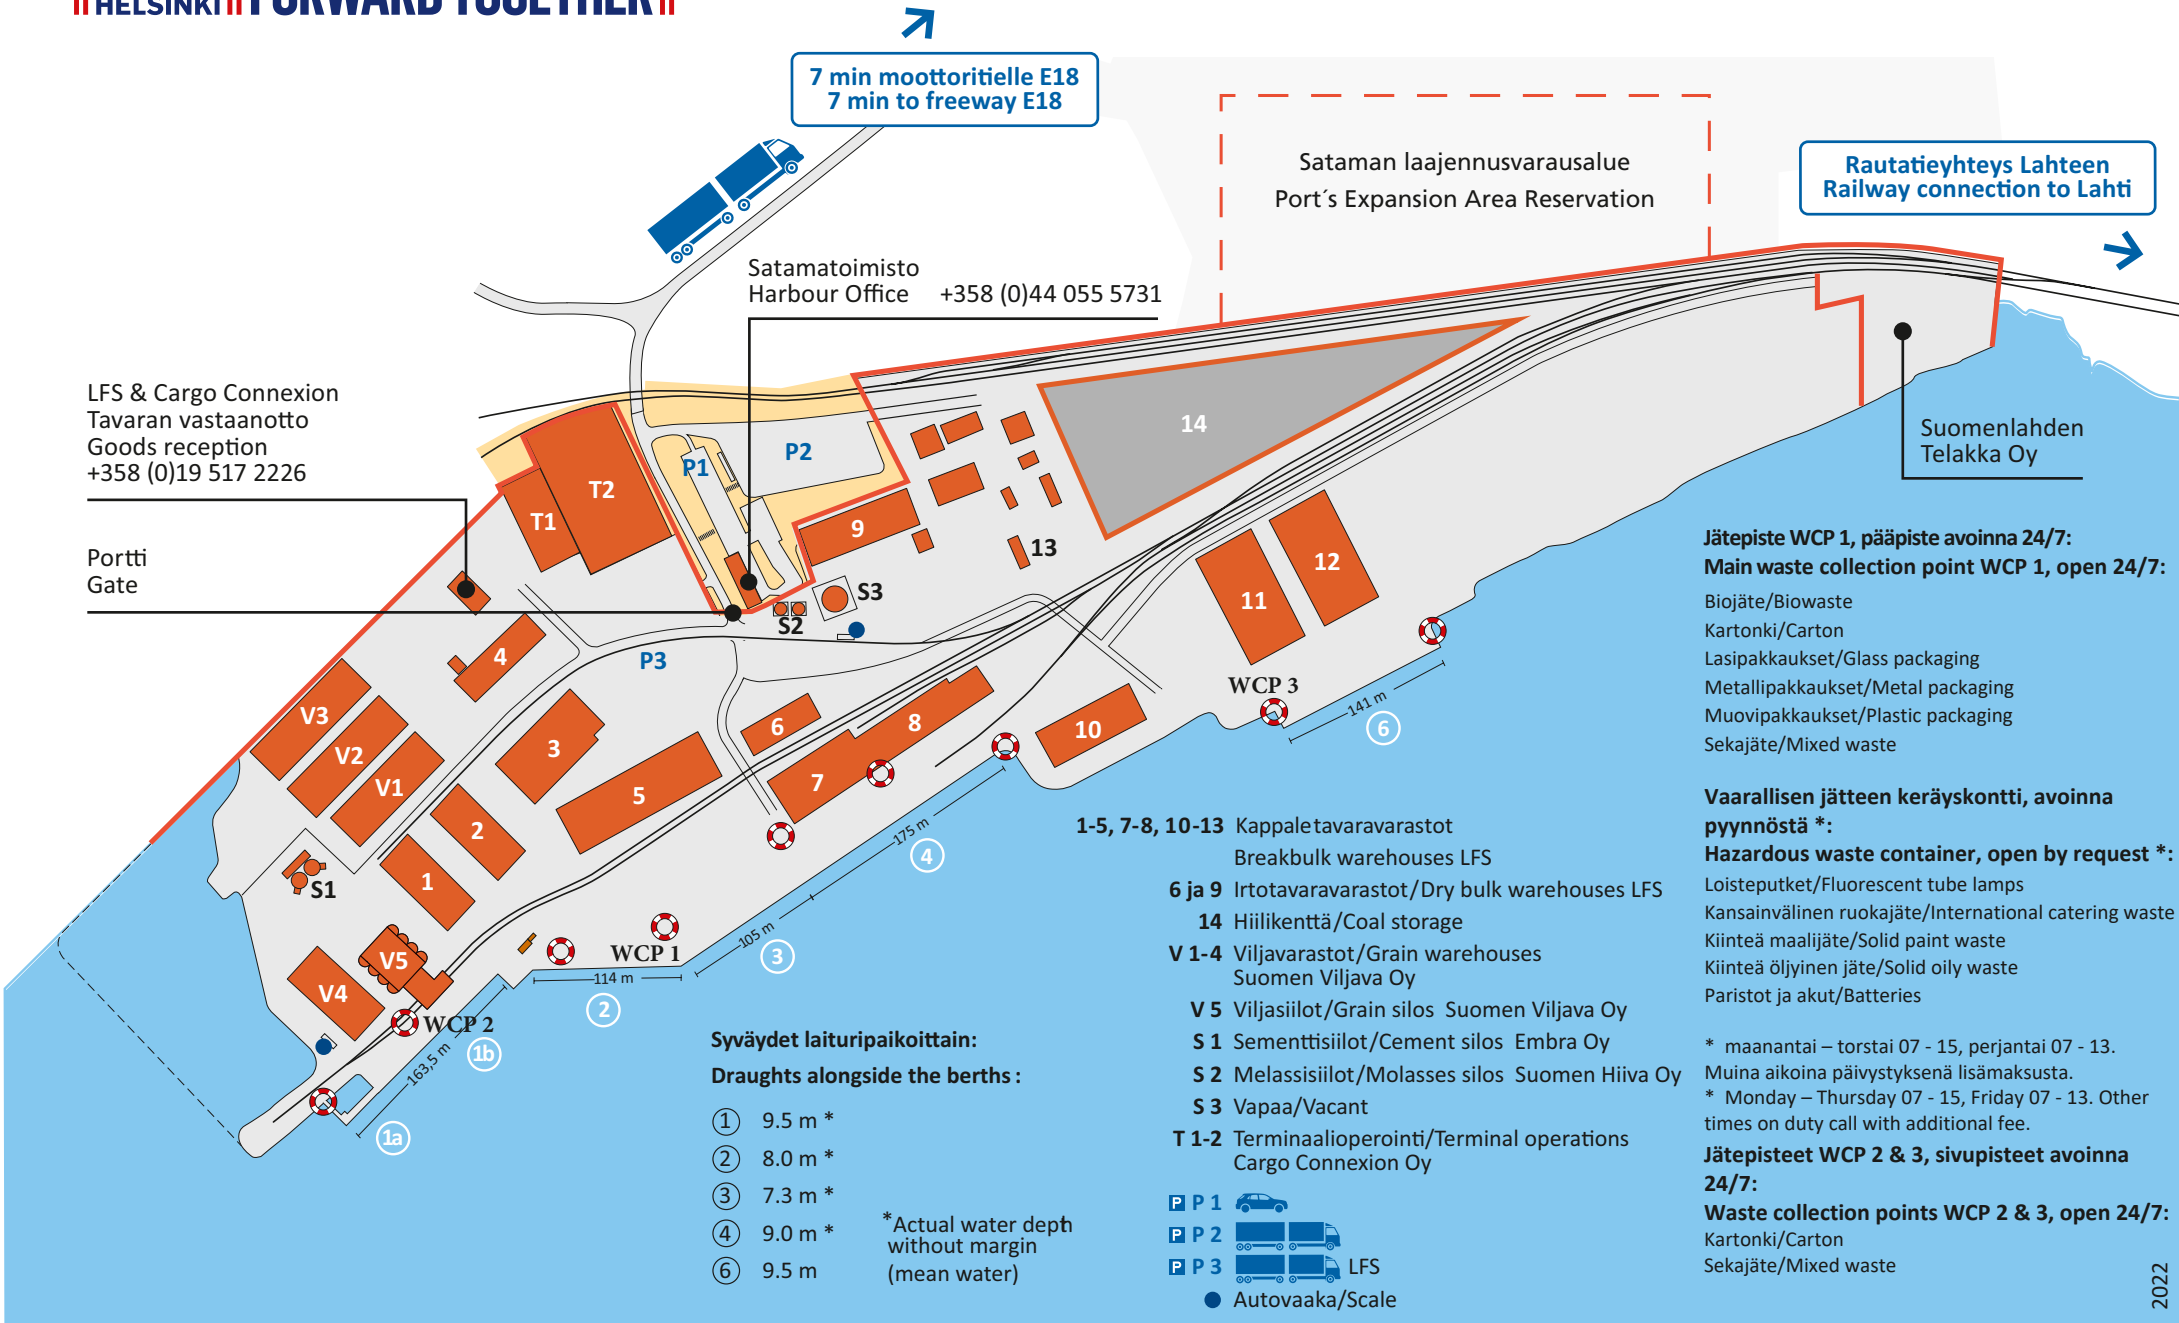 HELSINKI FORWARD TOGETHER
7 min moottoritielle E18
7 min to freeway E18
Sataman laajennusvarausalue
Port´s Expansion Area Reservation
Rautatieyhteys Lahteen
Railway connection to Lahti
Satamatoimisto
Harbour Office +358 (0)44 055 5731
LFS & Cargo Connexion
Tavaran vastaanotto
Goods reception
+358 (0)19 517 2226
Portti
Gate
Suomenlahden
Telakka Oy
14
P2
P1
T2
T1
9
13
12
11
S3
S2
4
P3
V3
V2
V1
3
6
8
10
WCP 3
141 m
6
7
5
2
1
S1
175 m
4
105 m
3
WCP 1
114 m
2
V5
V4
WCP 2
1b
163,5 m
1a
Syväydet laituripaikoittain:
Draughts alongside the berths :
1 9.5 m *
2 8.0 m *
3 7.3 m *
4 9.0 m *
6 9.5 m
*Actual water depth
without margin
(mean water)
1-5, 7-8, 10-13 Kappaletavaravarastot
Breakbulk warehouses LFS
6 ja 9 Irtotavaravarastot/Dry bulk warehouses LFS
14 Hiilikenttä/Coal storage
V 1-4 Viljavarastot/Grain warehouses
Suomen Viljava Oy
V 5 Viljasiilot/Grain silos Suomen Viljava Oy
S 1 Sementtisiilot/Cement silos Embra Oy
S 2 Melassisiilot/Molasses silos Suomen Hiiva Oy
S 3 Vapaa/Vacant
T 1-2 Terminaalioperointi/Terminal operations
Cargo Connexion Oy
P P 1
P P 2
P P 3 LFS
Autovaaka/Scale
Jätepiste WCP 1, pääpiste avoinna 24/7:
Main waste collection point WCP 1, open 24/7:
Biojäte/Biowaste
Kartonki/Carton
Lasipakkaukset/Glass packaging
Metallipakkaukset/Metal packaging
Muovipakkaukset/Plastic packaging
Sekajäte/Mixed waste
Vaarallisen jätteen keräyskontti, avoinna
pyynnöstä *:
Hazardous waste container, open by request *:
Loisteputket/Fluorescent tube lamps
Kansainvälinen ruokajäte/International catering waste
Kiinteä maalijäte/Solid paint waste
Kiinteä öljyinen jäte/Solid oily waste
Paristot ja akut/Batteries
* maanantai – torstai 07 - 15, perjantai 07 - 13.
Muina aikoina päivystyksenä lisämaksusta.
* Monday – Thursday 07 - 15, Friday 07 - 13. Other
times on duty call with additional fee.
Jätepisteet WCP 2 & 3, sivupisteet avoinna
24/7:
Waste collection points WCP 2 & 3, open 24/7:
Kartonki/Carton
Sekajäte/Mixed waste
2022